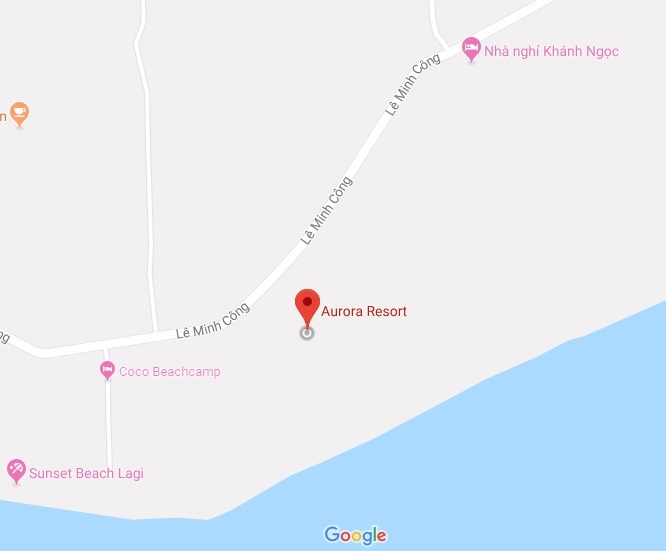 Nhà nghỉ Khánh Ngọc
Lê Minh Công
n
Lê Minh Công
Aurora Resort
Lê Minh Công
ng
Coco Beachcamp
Sunset Beach Lagi
Google